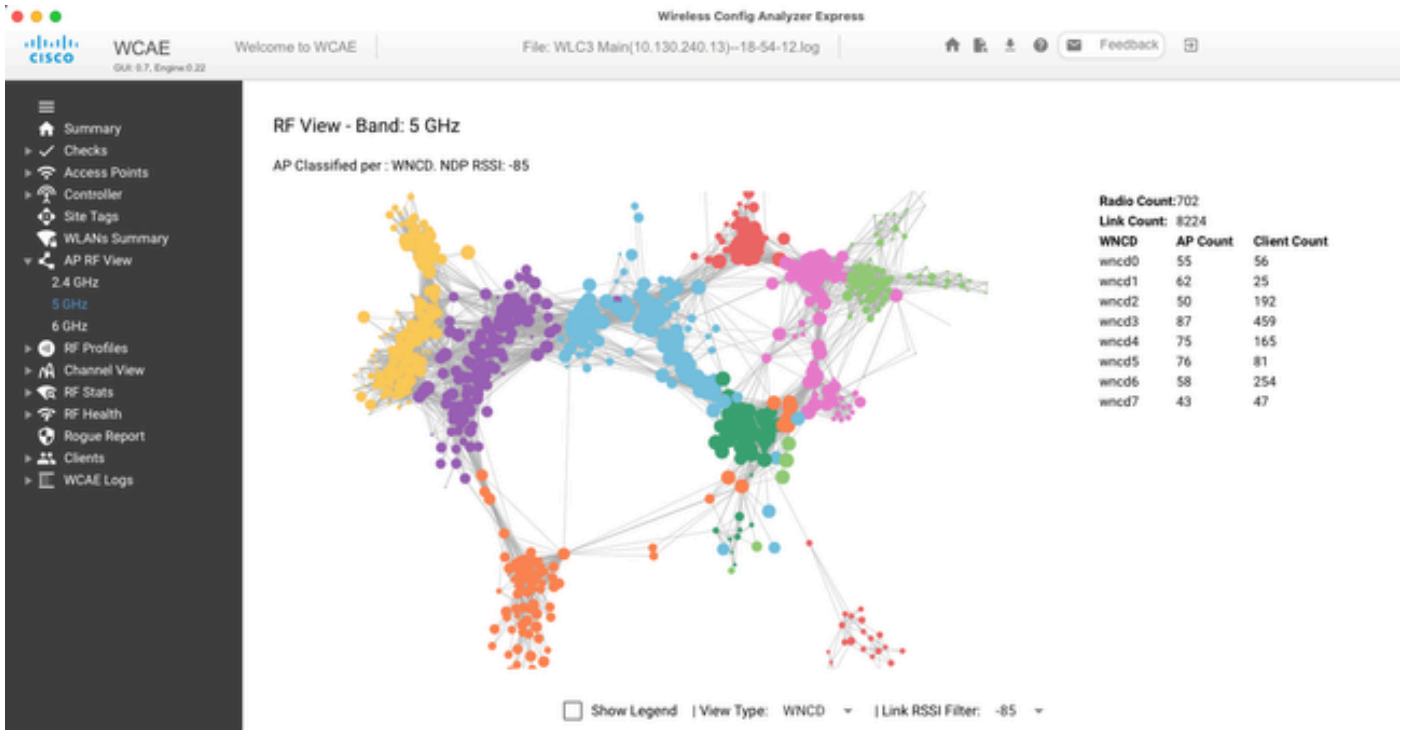 Wireless Config Analyzer Express
CISCO
WCAE
GUI: 0.7, Engine:0.22
Welcome to WCAE
File: WLC3 Main(10.130.240.13)--18-54-12.log
Feedback
Summary
Checks
Access Points
Controller
Site Tags
WLANs Summary
AP RF View
2.4 GHz
5 GHz
6 GHz
RF Profiles
Channel View
RF Stats
RF Health
Rogue Report
Clients
WCAE Logs
RF View - Band: 5 GHz
AP Classified per : WNCD. NDP RSSI: -85
Radio Count:702
Link Count: 8224
WNCD AP Count Client Count
wncd0 55 56
wncd1 62 25
wncd2 50 192
wncd3 87 459
wncd4 75 165
wncd5 76 81
wncd6 58 254
wncd7 43 47
Show Legend | View Type: WNCD | Link RSSI Filter: -85